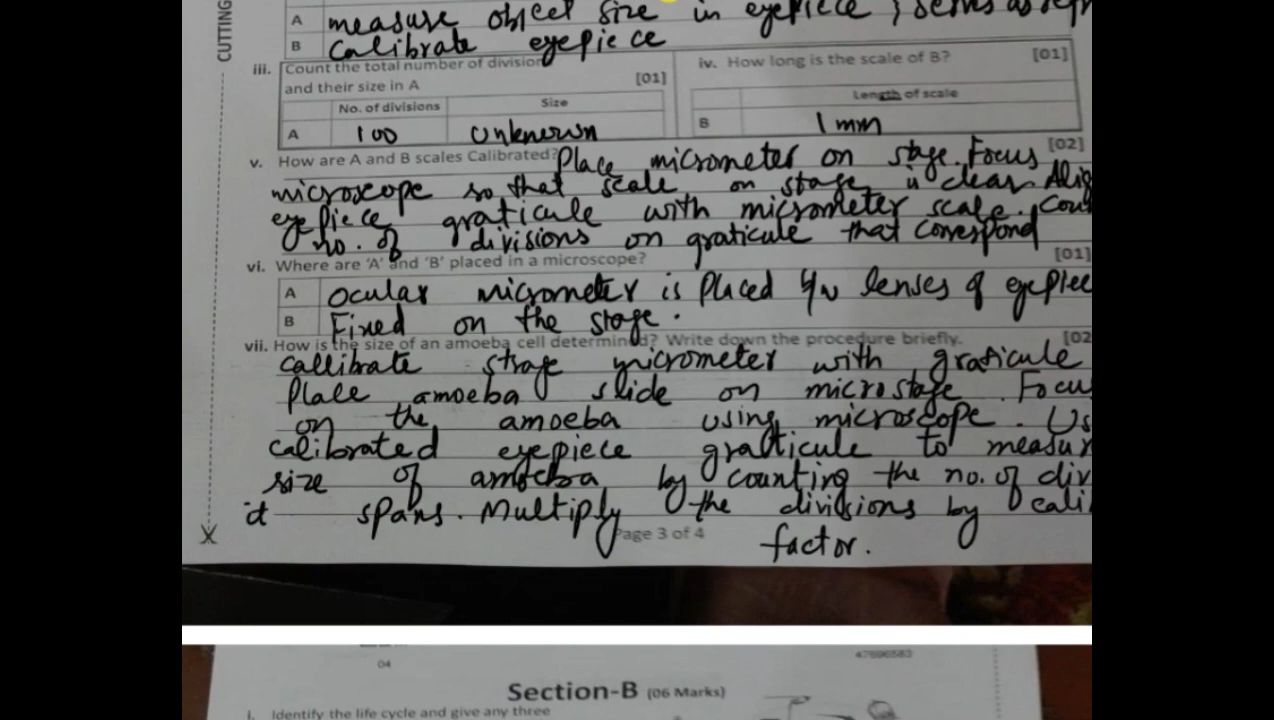 CUTTING
A measure object size in eyepiece ; serves as
B Calibrate eyepiece
iii. Count the total number of division
and their size in A [01]
No. of divisions Size
A 100 unknown
iv. How long is the scale of B? [01]
Length of scale
B 1 mm
v. How are A and B scales Calibrated? Place micrometer on stage. Focus [02]
microscope so that scale on stage is clear. Alig
eyepiece graticule with micrometer scale. Cou
no. of divisions on graticule that correspond
vi. Where are 'A' and 'B' placed in a microscope? [01]
A Ocular micrometer is placed b/w lenses of eyepiec
B Fixed on the stage.
vii. How is the size of an amoeba cell determined? Write down the procedure briefly. [02
callibrate strage micrometer with graticule
Place amoeba slide on microstage. Focu
on the amoeba using microscope. Us
calibrated eyepiece gratticule to measur
size of amoeba by counting the no. of div
it spans. Multiply the divisions by cali
Page 3 of 4 factor.
04 47696583
Section-B (06 Marks)
i. Identify the life cycle and give any three